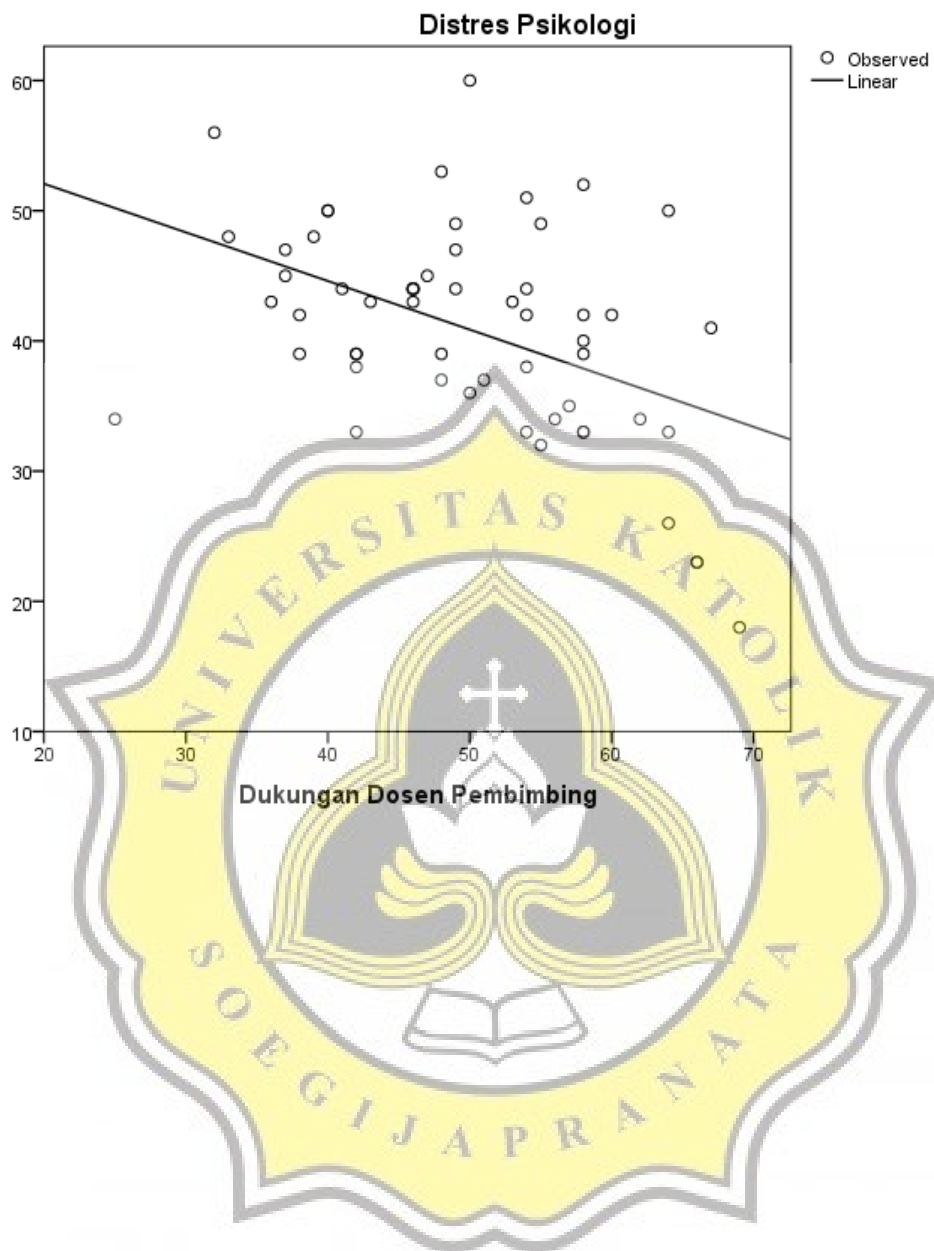 Distres Psikologi
Observed
Linear
60
50
40
30
20
10
20 30 40 50 60 70
Dukungan Dosen Pembimbing
UNIVERSITAS KATOLIK
SOEGIJAPRANATA